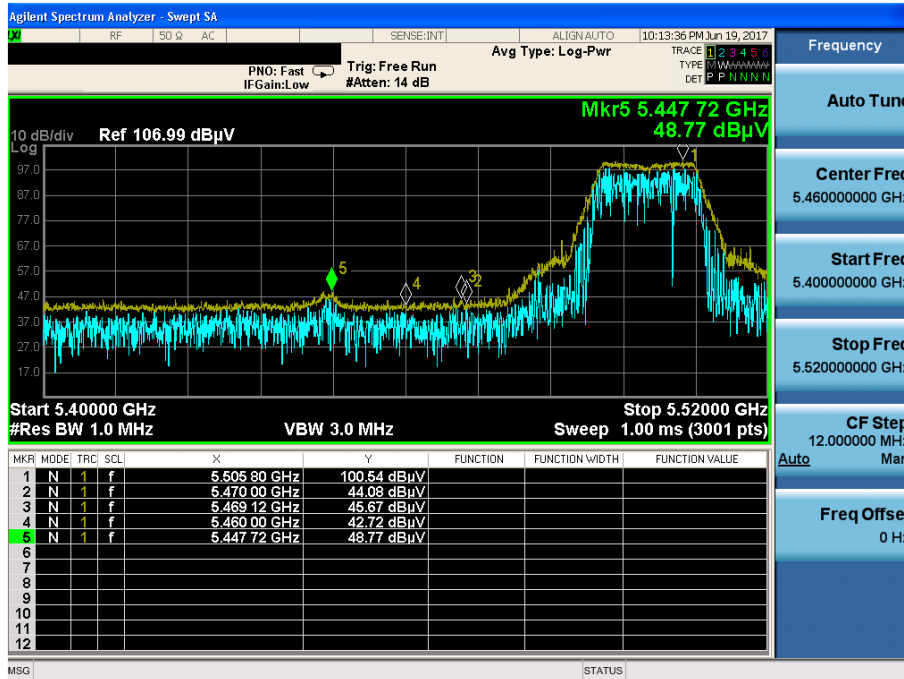 Agilent Spectrum Analyzer - Swept SA
LXI RF 50 Ω AC SENSE:INT ALIGN AUTO 10:13:36 PM Jun 19, 2017
Frequency
Avg Type: Log-Pwr
TRACE 1 2 3 4 5 6
TYPE M WWWWW
DET P P N N N N
PNO: Fast
IFGain:Low
Trig: Free Run
#Atten: 14 dB
Auto Tune
Mkr5 5.447 72 GHz
48.77 dBµV
10 dB/div
Log
Ref 106.99 dBµV
97.0
87.0
77.0
67.0
57.0
47.0
37.0
27.0
17.0
1
5
4
3
2
Start 5.40000 GHz
Stop 5.52000 GHz
#Res BW 1.0 MHz
VBW 3.0 MHz
Sweep 1.00 ms (3001 pts)
Center Freq
5.460000000 GHz
Start Freq
5.400000000 GHz
Stop Freq
5.520000000 GHz
CF Step
12.000000 MHz
Auto Man
Freq Offset
0 Hz
MKR MODE TRC SCL X Y FUNCTION FUNCTION WIDTH FUNCTION VALUE
1 N 1 f 5.505 80 GHz 100.54 dBµV
2 N 1 f 5.470 00 GHz 44.08 dBµV
3 N 1 f 5.469 12 GHz 45.67 dBµV
4 N 1 f 5.460 00 GHz 42.72 dBµV
5 N 1 f 5.447 72 GHz 48.77 dBµV
6
7
8
9
10
11
12
MSG
STATUS